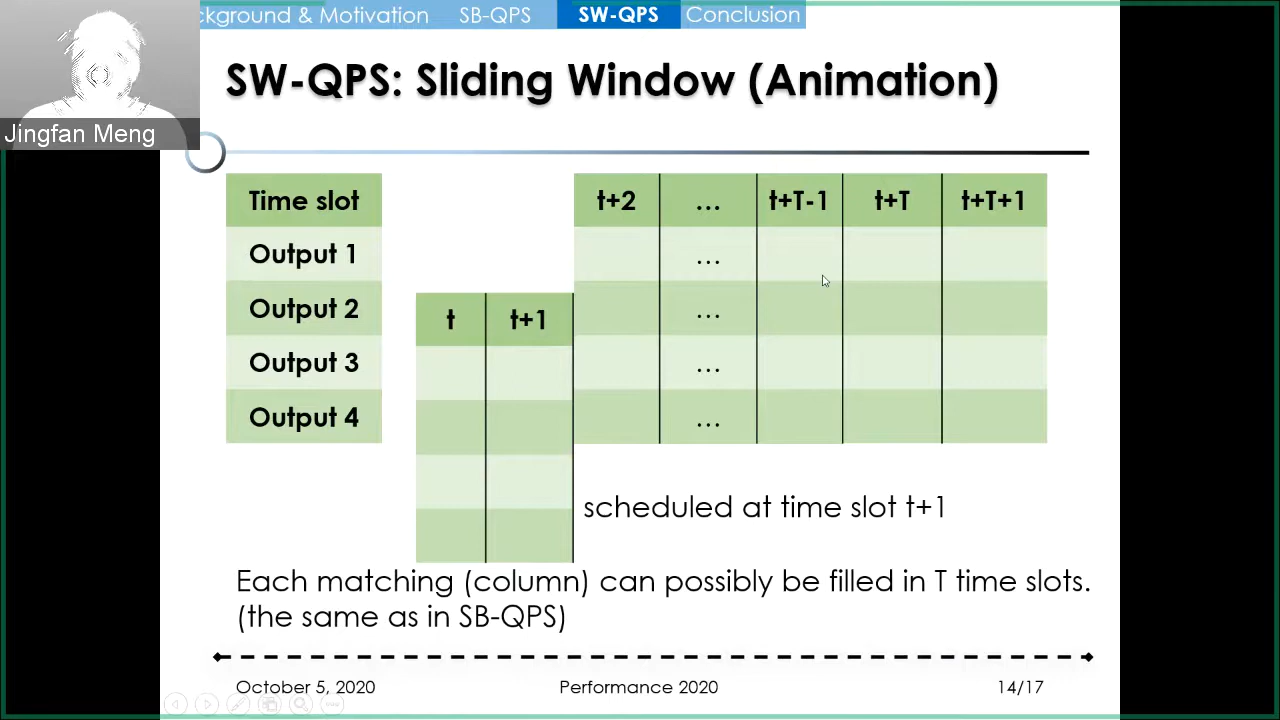 ckground & Motivation SB-QPS SW-QPS Conclusion
Jingfan Meng
SW-QPS: Sliding Window (Animation)
Time slot t+2 ... t+T-1 t+T t+T+1
Output 1 ...
Output 2 ...
t t+1
Output 3 ...
Output 4 ...
scheduled at time slot t+1
Each matching (column) can possibly be filled in T time slots.
(the same as in SB-QPS)
October 5, 2020 Performance 2020 14/17